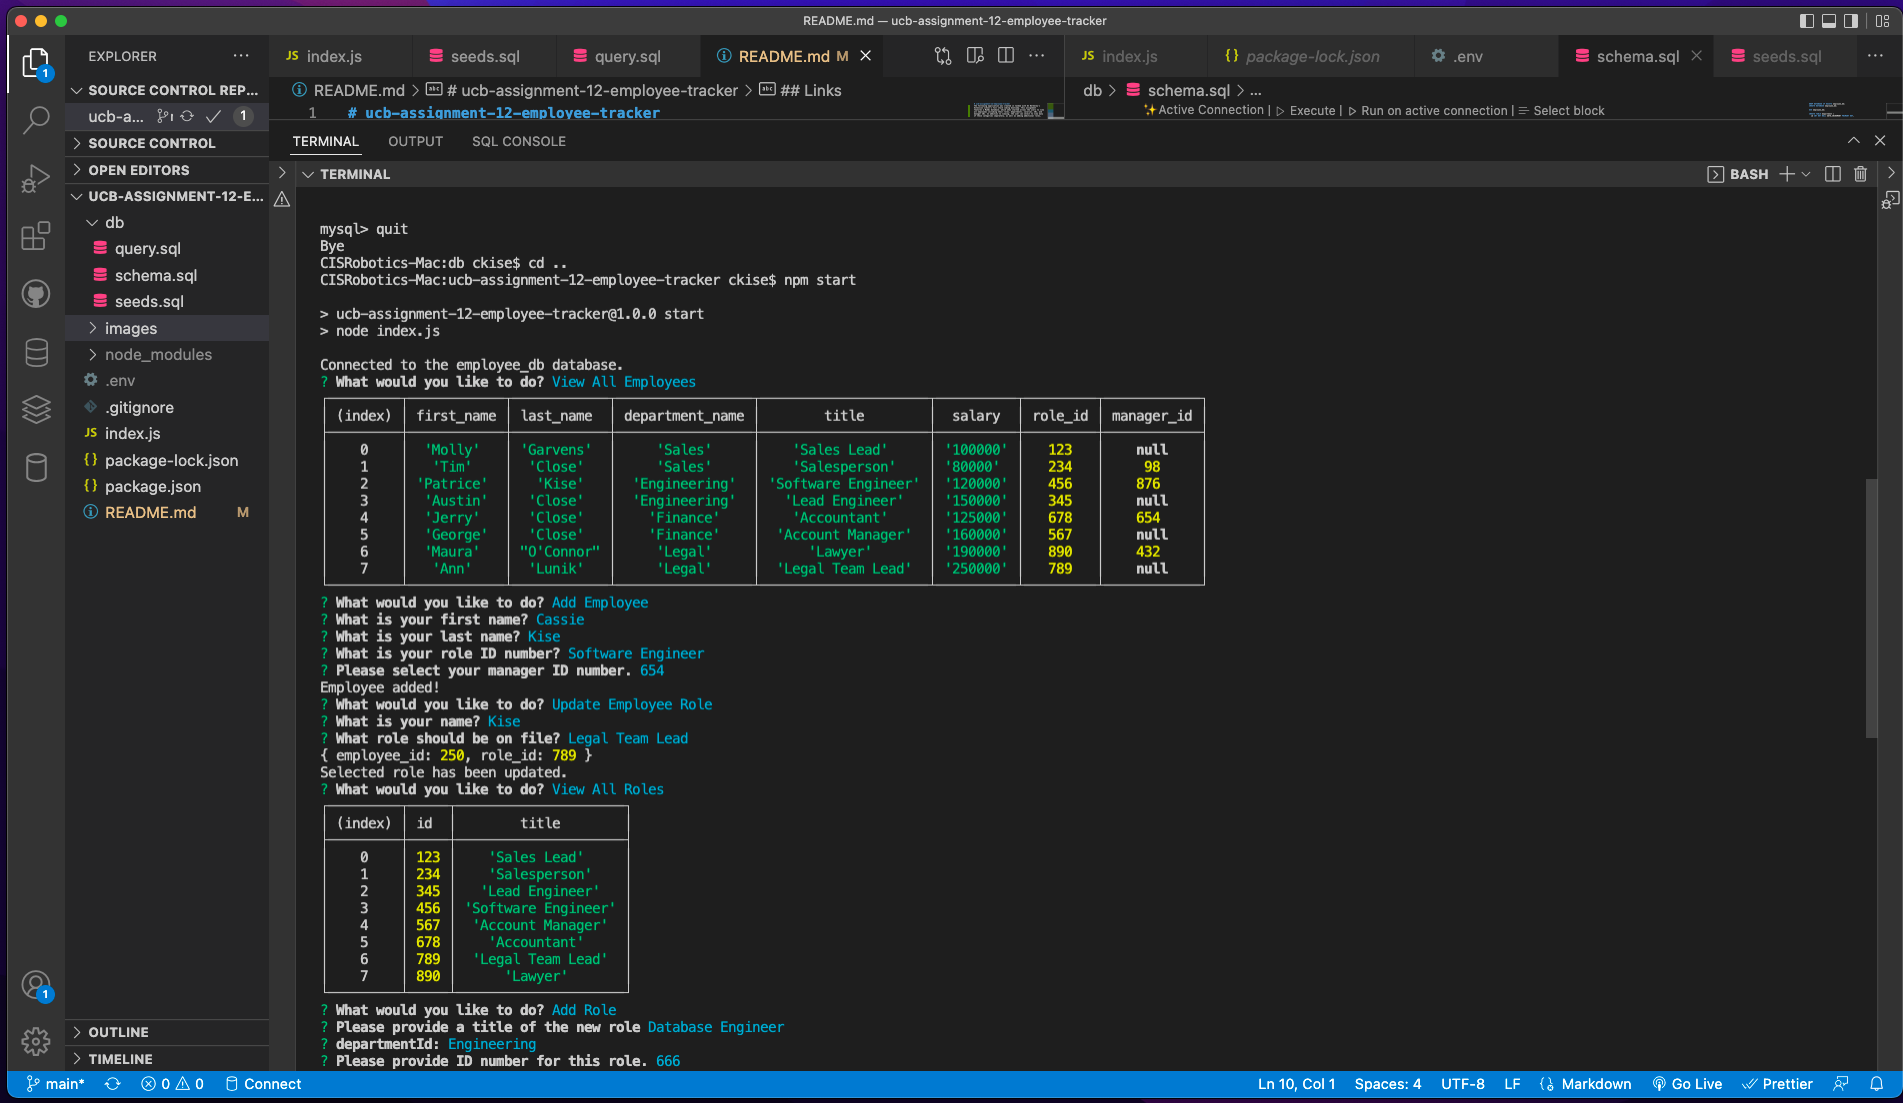 README.md — ucb-assignment-12-employee-tracker
EXPLORER
index.js
seeds.sql
query.sql
README.md M
index.js
package-lock.json
.env
schema.sql
seeds.sql
SOURCE CONTROL REP...
ucb-a... 1
SOURCE CONTROL
OPEN EDITORS
UCB-ASSIGNMENT-12-E...
db
query.sql
schema.sql
seeds.sql
images
node_modules
.env
.gitignore
JS index.js
{} package-lock.json
{} package.json
README.md M
OUTLINE
TIMELINE
README.md > # ucb-assignment-12-employee-tracker > ## Links
1 # ucb-assignment-12-employee-tracker
db > schema.sql > ...
Active Connection | Execute | Run on active connection | Select block
TERMINAL OUTPUT SQL CONSOLE
TERMINAL
BASH
mysql> quit
Bye
CISRobotics-Mac:db ckise$ cd ..
CISRobotics-Mac:ucb-assignment-12-employee-tracker ckise$ npm start
> ucb-assignment-12-employee-tracker@1.0.0 start
> node index.js
Connected to the employee_db database.
? What would you like to do? View All Employees
(index) first_name last_name department_name title salary role_id manager_id
0 'Molly' 'Garvens' 'Sales' 'Sales Lead' '100000' 123 null
1 'Tim' 'Close' 'Sales' 'Salesperson' '80000' 234 98
2 'Patrice' 'Kise' 'Engineering' 'Software Engineer' '120000' 456 876
3 'Austin' 'Close' 'Engineering' 'Lead Engineer' '150000' 345 null
4 'Jerry' 'Close' 'Finance' 'Accountant' '125000' 678 654
5 'George' 'Close' 'Finance' 'Account Manager' '160000' 567 null
6 'Maura' "O'Connor" 'Legal' 'Lawyer' '190000' 890 432
7 'Ann' 'Lunik' 'Legal' 'Legal Team Lead' '250000' 789 null
? What would you like to do? Add Employee
? What is your first name? Cassie
? What is your last name? Kise
? What is your role ID number? Software Engineer
? Please select your manager ID number. 654
Employee added!
? What would you like to do? Update Employee Role
? What is your name? Kise
? What role should be on file? Legal Team Lead
{ employee_id: 250, role_id: 789 }
Selected role has been updated.
? What would you like to do? View All Roles
(index) id title
0 123 'Sales Lead'
1 234 'Salesperson'
2 345 'Lead Engineer'
3 456 'Software Engineer'
4 567 'Account Manager'
5 678 'Accountant'
6 789 'Legal Team Lead'
7 890 'Lawyer'
? What would you like to do? Add Role
? Please provide a title of the new role Database Engineer
? departmentId: Engineering
? Please provide ID number for this role. 666
main* 0 0 Connect
Ln 10, Col 1 Spaces: 4 UTF-8 LF Markdown Go Live Prettier